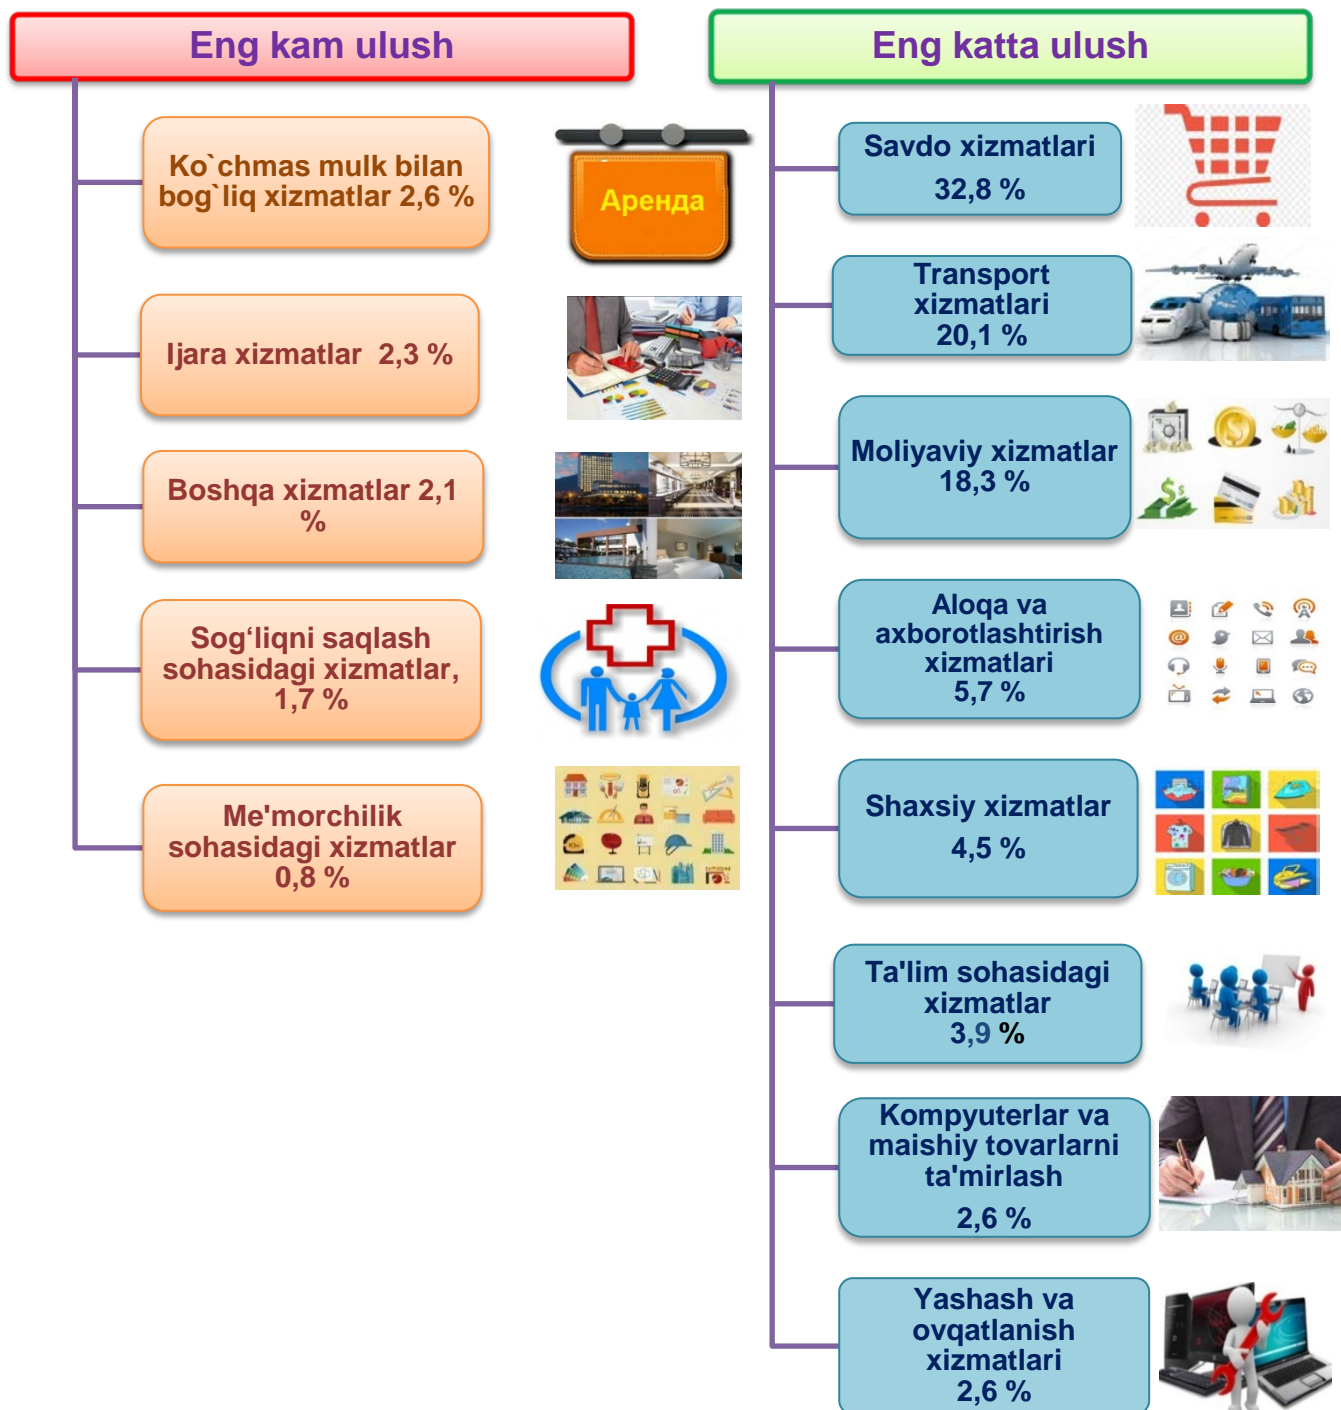 Eng kam ulush
Ko`chmas mulk bilan
bog`liq xizmatlar 2,6 %
Аренда
Ijara xizmatlar 2,3 %
Boshqa xizmatlar 2,1
%
Sog‘liqni saqlash
sohasidagi xizmatlar,
1,7 %
Me'morchilik
sohasidagi xizmatlar
0,8 %
Eng katta ulush
Savdo xizmatlari
32,8 %
Transport
xizmatlari
20,1 %
Moliyaviy xizmatlar
18,3 %
Aloqa va
axborotlashtirish
xizmatlari
5,7 %
Shaxsiy xizmatlar
4,5 %
Ta'lim sohasidagi
xizmatlar
3,9 %
Kompyuterlar va
maishiy tovarlarni
ta'mirlash
2,6 %
Yashash va
ovqatlanish
xizmatlari
2,6 %